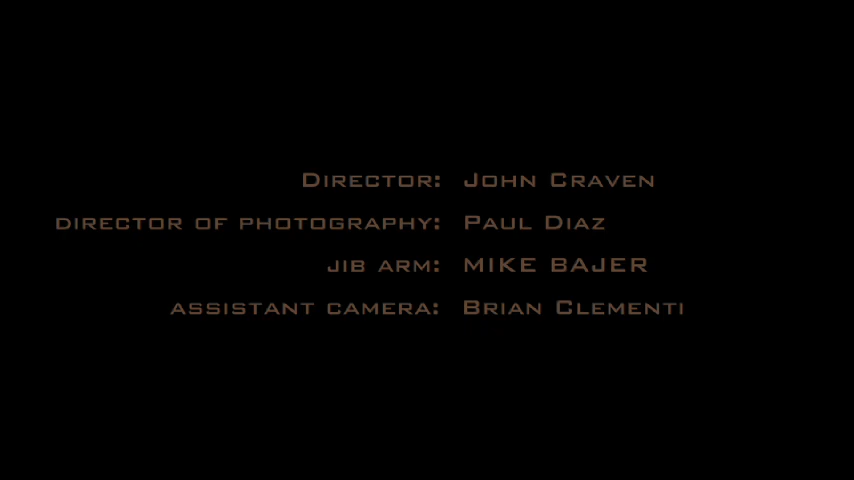 Director: John Craven
director of photography: Paul Diaz
jib arm: MIKE BAJER
assistant camera: Brian Clementi